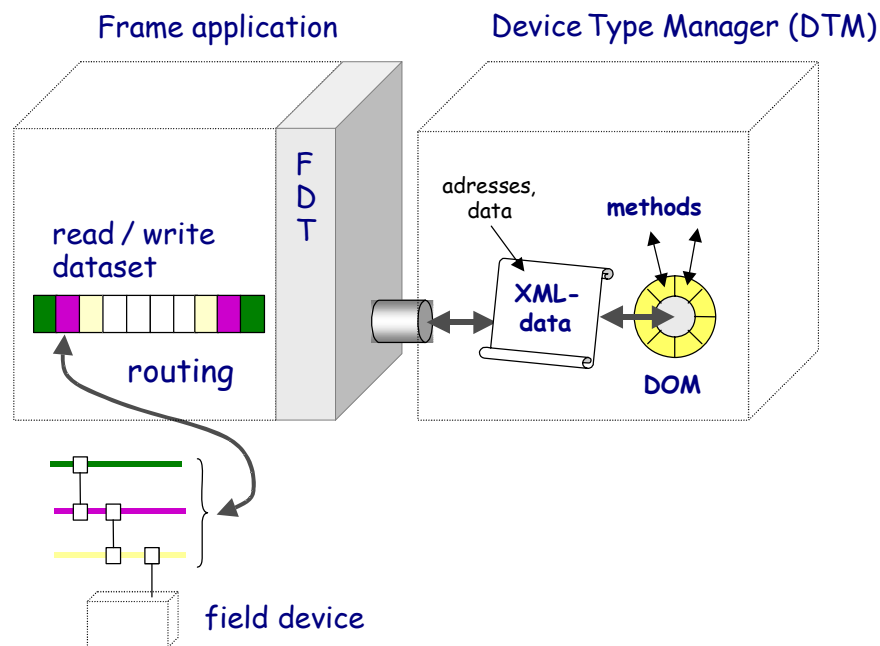 Frame application
Device Type Manager (DTM)
F
D
T
read / write
dataset
routing
adresses,
data
methods
XML-
data
DOM
field device